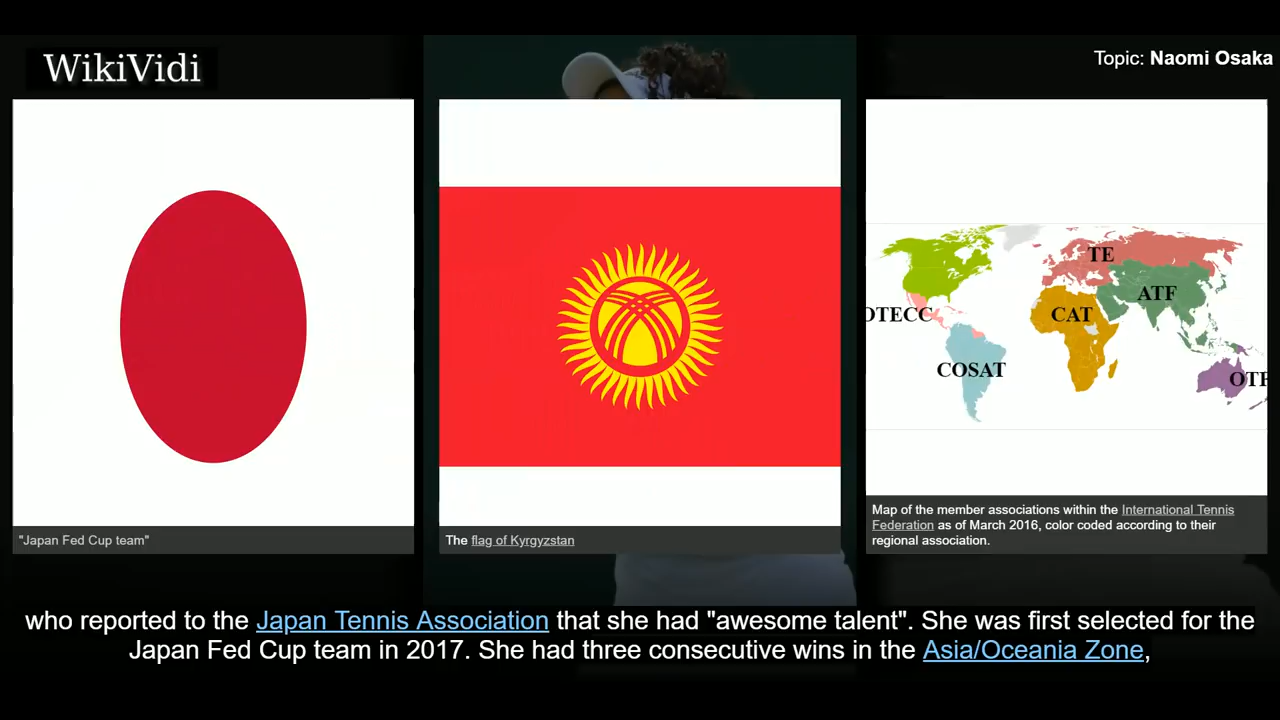 WikiVidi
Topic: Naomi Osaka
"Japan Fed Cup team"
The flag of Kyrgyzstan
TE
ATF
CAT
OTECC
COSAT
OTF
Map of the member associations within the International Tennis
Federation as of March 2016, color coded according to their
regional association.
who reported to the Japan Tennis Association that she had "awesome talent". She was first selected for the
Japan Fed Cup team in 2017. She had three consecutive wins in the Asia/Oceania Zone,